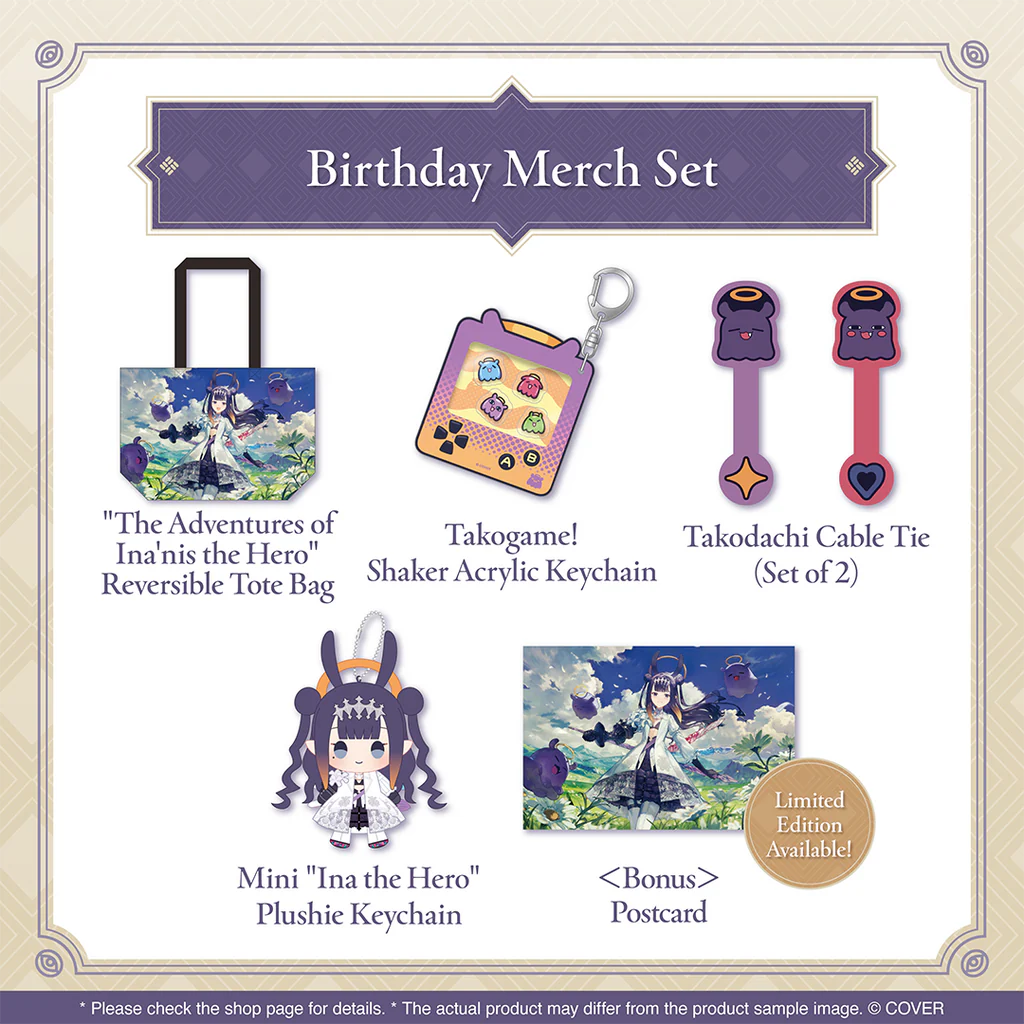 Birthday Merch Set
A
B
"The Adventures of
Ina'nis the Hero"
Reversible Tote Bag
Takogame!
Shaker Acrylic Keychain
Takodachi Cable Tie
(Set of 2)
Limited
Edition
Available!
Mini "Ina the Hero"
Plushie Keychain
<Bonus>
Postcard
* Please check the shop page for details. * The actual product may differ from the product sample image. © COVER